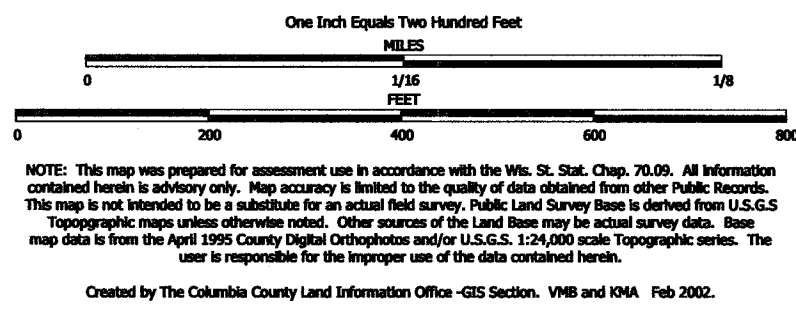 One Inch Equals Two Hundred Feet
MILES
0 1/16 1/8
FEET
0 200 400 600 800
NOTE: This map was prepared for assessment use in accordance with the Wis. St. Stat. Chap. 70.09. All information
contained herein is advisory only. Map accuracy is limited to the quality of data obtained from other Public Records.
This map is not intended to be a substitute for an actual field survey. Public Land Survey Base is derived from U.S.G.S
Topopgraphic maps unless otherwise noted. Other sources of the Land Base may be actual survey data. Base
map data is from the April 1995 County Digital Orthophotos and/or U.S.G.S. 1:24,000 scale Topographic series. The
user is responsible for the improper use of the data contained herein.
Created by The Columbia County Land Information Office -GIS Section. VMB and KMA Feb 2002.